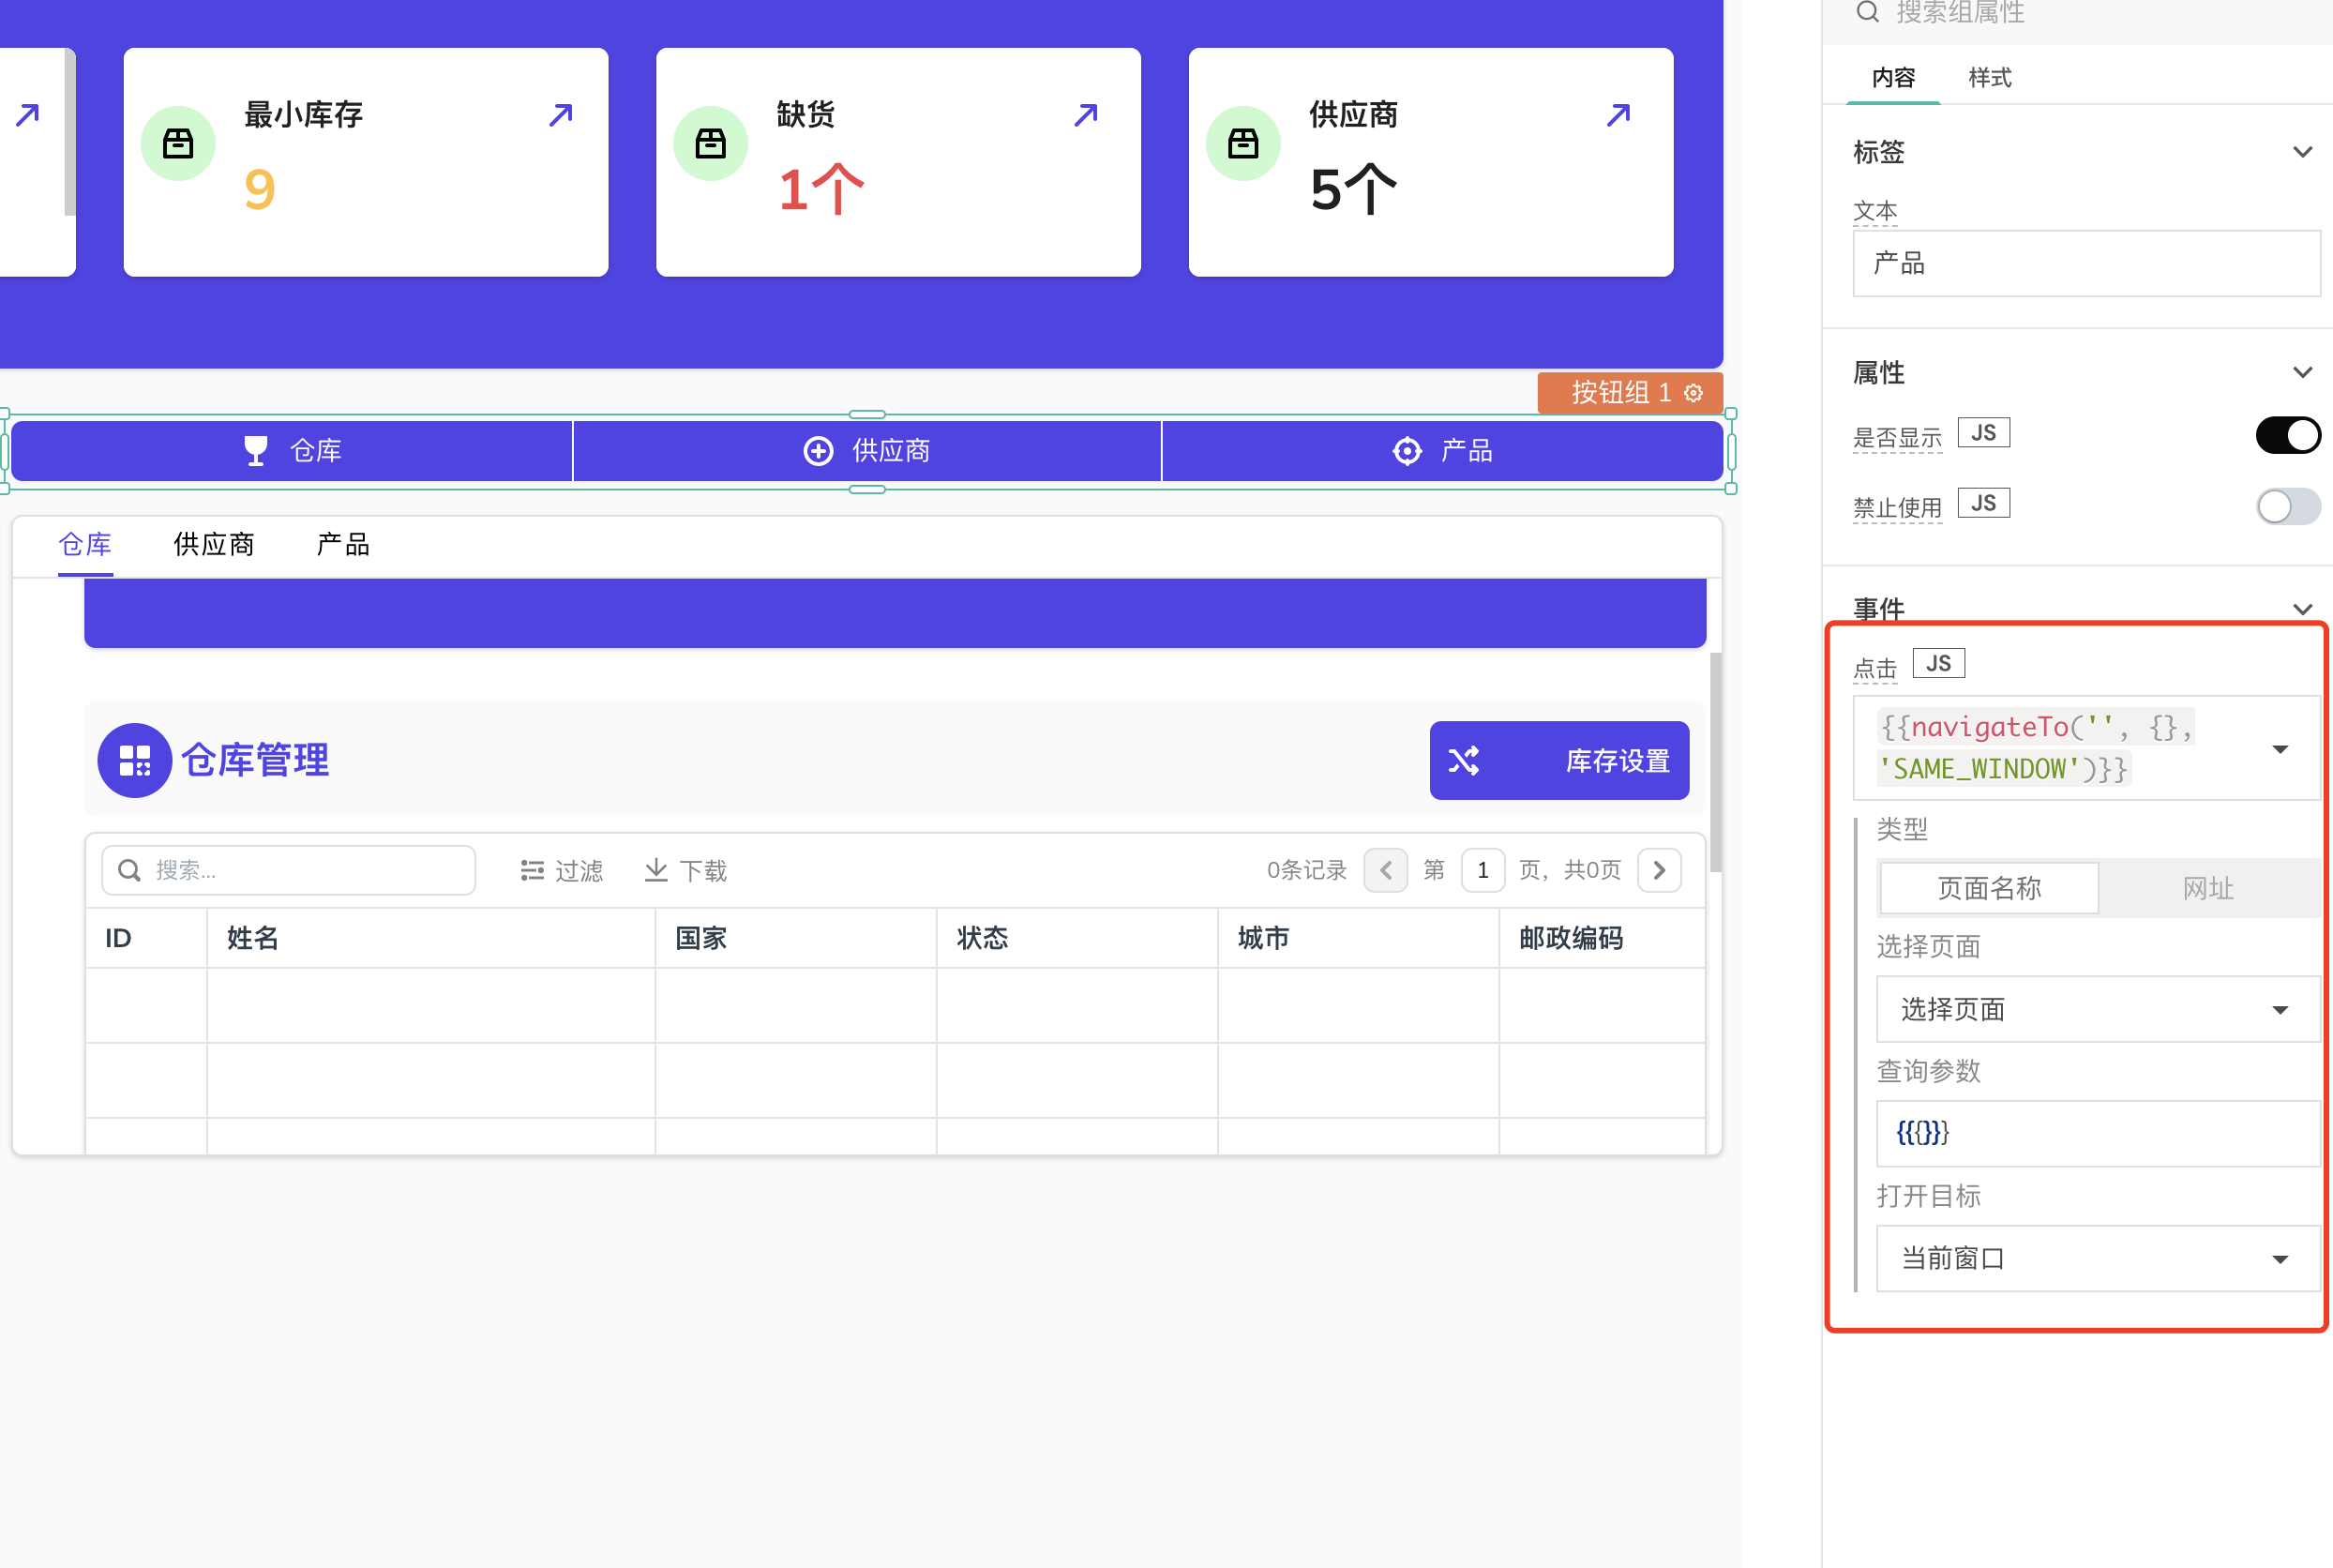 最小库存
9
缺货
1个
供应商
5个
按钮组 1
仓库
供应商
产品
仓库
供应商
产品
仓库管理
库存设置
搜索...
过滤
下载
0条记录
第
1
页，共0页
ID
姓名
国家
状态
城市
邮政编码
搜索组属性
内容
样式
标签
文本
产品
属性
是否显示
JS
禁止使用
JS
事件
点击
JS
{{navigateTo('', {},
'SAME_WINDOW')}}
类型
页面名称
网址
选择页面
选择页面
查询参数
{{{}}}
打开目标
当前窗口